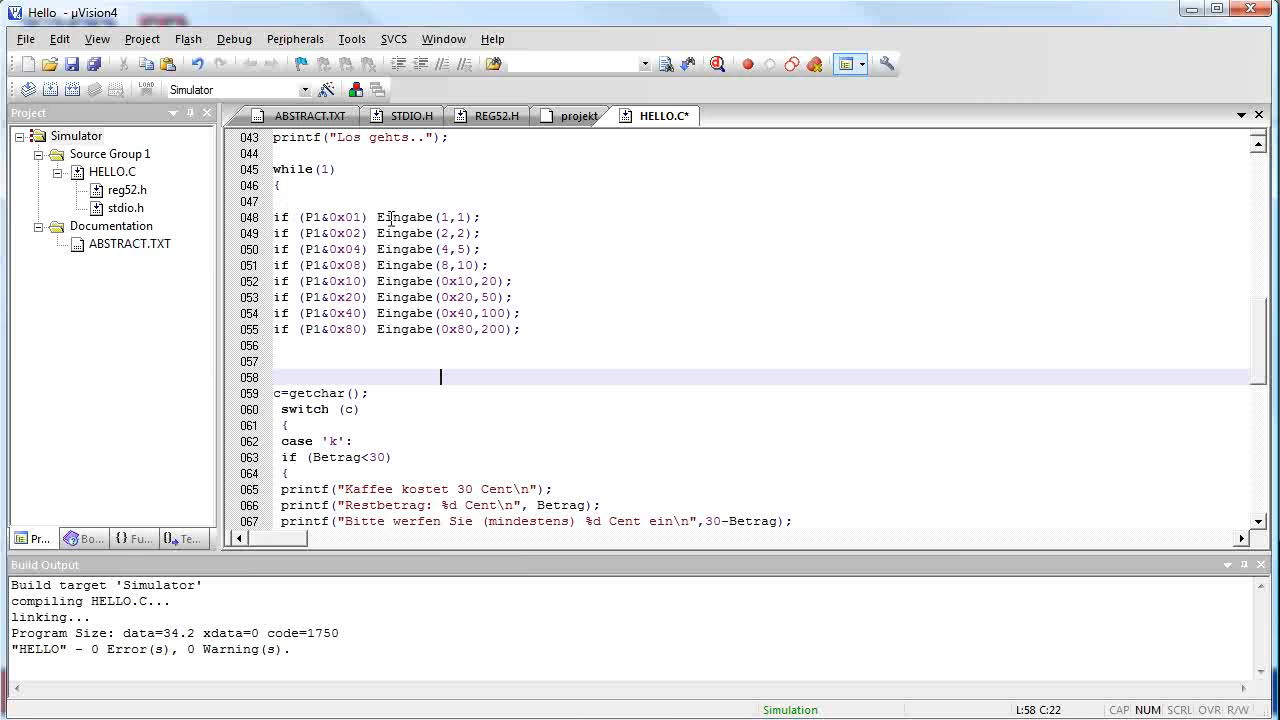 Hello - µVision4
File Edit View Project Flash Debug Peripherals Tools SVCS Window Help
LOAD Simulator
Project
Simulator
Source Group 1
HELLO.C
reg52.h
stdio.h
Documentation
ABSTRACT.TXT
Pr... Bo... {} Fu... Te...
ABSTRACT.TXT STDIO.H REG52.H projekt HELLO.C*
043 printf("Los gehts..");
044
045 while(1)
046 {
047
048 if (P1&0x01) Eingabe(1,1);
049 if (P1&0x02) Eingabe(2,2);
050 if (P1&0x04) Eingabe(4,5);
051 if (P1&0x08) Eingabe(8,10);
052 if (P1&0x10) Eingabe(0x10,20);
053 if (P1&0x20) Eingabe(0x20,50);
054 if (P1&0x40) Eingabe(0x40,100);
055 if (P1&0x80) Eingabe(0x80,200);
056
057
058
059 c=getchar();
060 switch (c)
061 {
062 case 'k':
063 if (Betrag<30)
064 {
065 printf("Kaffee kostet 30 Cent\n");
066 printf("Restbetrag: %d Cent\n", Betrag);
067 printf("Bitte werfen Sie (mindestens) %d Cent ein\n",30-Betrag);
Build Output
Build target 'Simulator'
compiling HELLO.C...
linking...
Program Size: data=34.2 xdata=0 code=1750
"HELLO" - 0 Error(s), 0 Warning(s).
Simulation L:58 C:22 CAP NUM SCRL OVR R/W